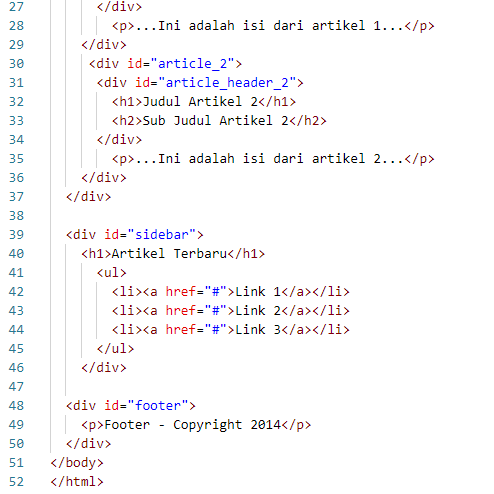 27 </div>
28 <p>...Ini adalah isi dari artikel 1...</p>
29 </div>
30 <div id="article_2">
31 <div id="article_header_2">
32 <h1>Judul Artikel 2</h1>
33 <h2>Sub Judul Artikel 2</h2>
34 </div>
35 <p>...Ini adalah isi dari artikel 2...</p>
36 </div>
37 </div>
38
39 <div id="sidebar">
40 <h1>Artikel Terbaru</h1>
41 <ul>
42 <li><a href="#">Link 1</a></li>
43 <li><a href="#">Link 2</a></li>
44 <li><a href="#">Link 3</a></li>
45 </ul>
46 </div>
47
48 <div id="footer">
49 <p>Footer - Copyright 2014</p>
50 </div>
51 </body>
52 </html>